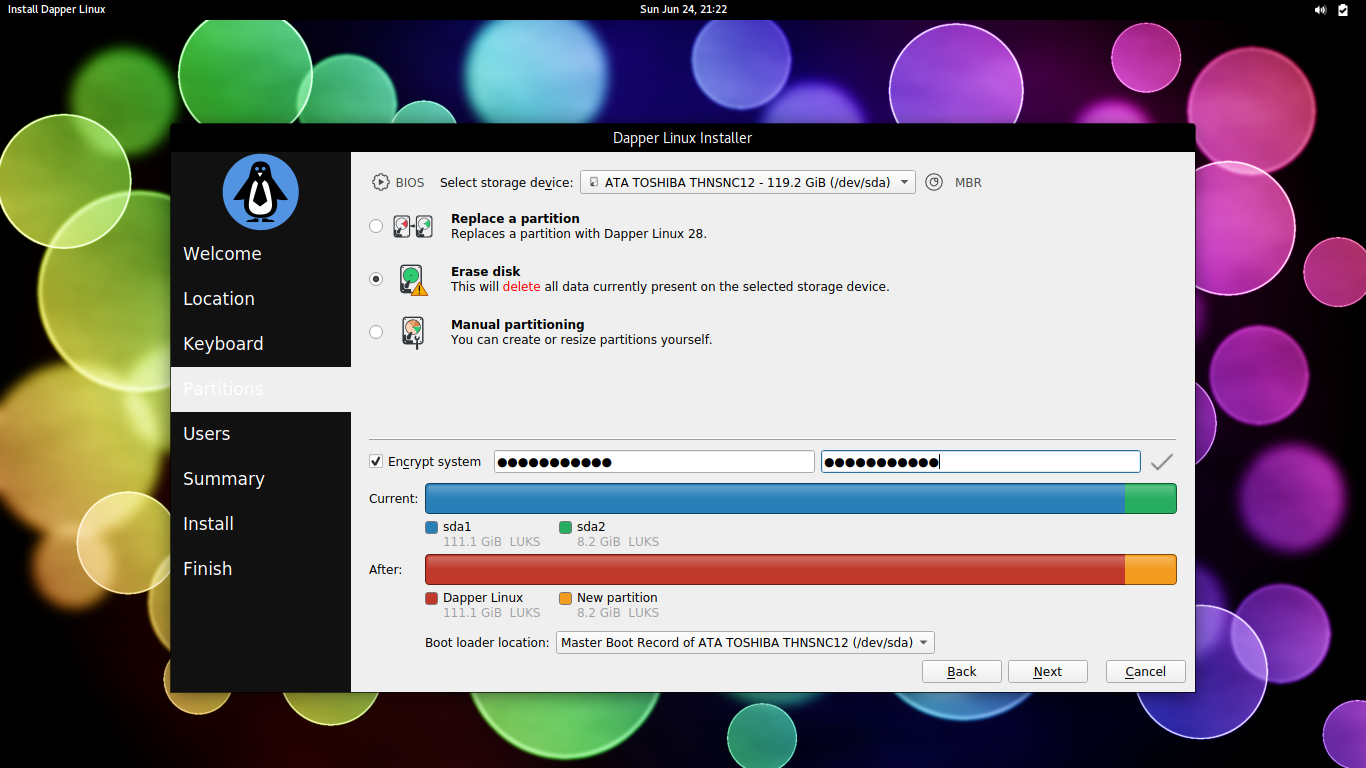 Install Dapper Linux
Sun Jun 24, 21:22
Dapper Linux Installer
Welcome
Location
Keyboard
Partitions
Users
Summary
Install
Finish
BIOS Select storage device: ATA TOSHIBA THNSNC12 - 119.2 GiB (/dev/sda) MBR
Replace a partition
Replaces a partition with Dapper Linux 28.
Erase disk
This will delete all data currently present on the selected storage device.
Manual partitioning
You can create or resize partitions yourself.
Encrypt system ●●●●●●●●●●● ●●●●●●●●●●●
Current:
sda1 sda2
111.1 GiB LUKS 8.2 GiB LUKS
After:
Dapper Linux New partition
111.1 GiB LUKS 8.2 GiB LUKS
Boot loader location: Master Boot Record of ATA TOSHIBA THNSNC12 (/dev/sda)
Back Next Cancel